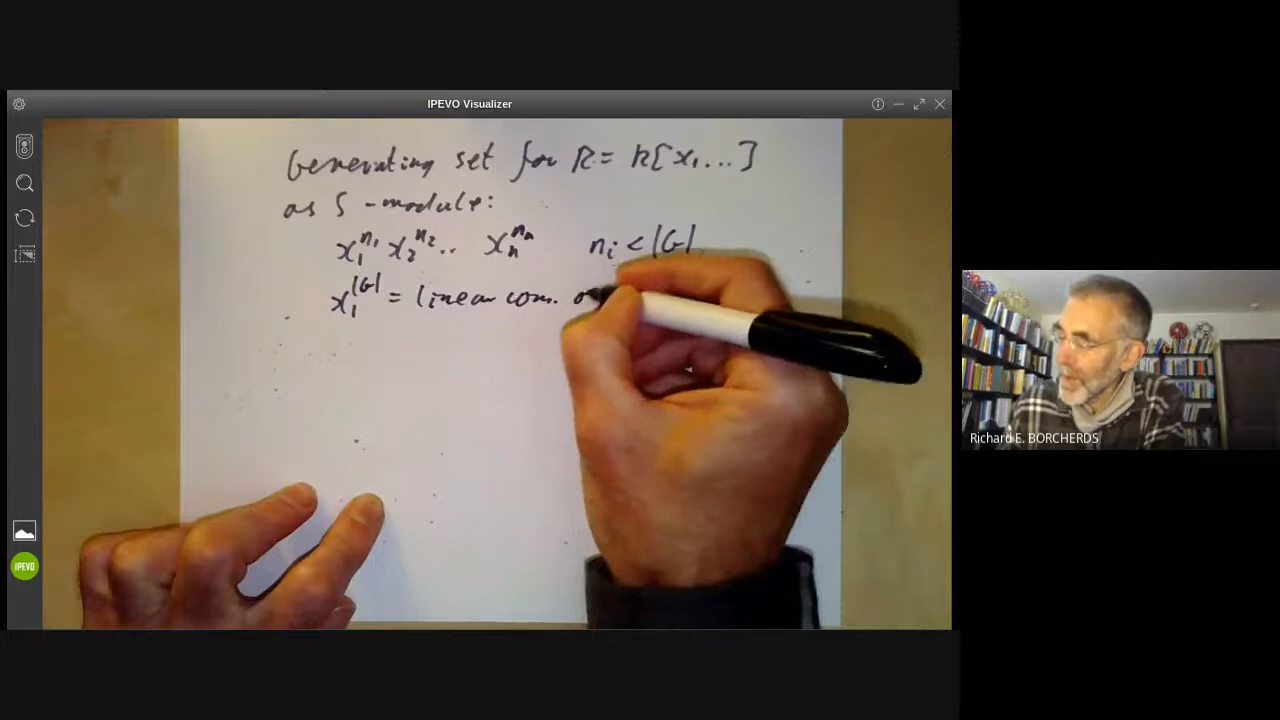 IPEVO Visualizer
Generating set for R = k[x₁...]
as S-module:
x₁^{n₁} x₂^{n₂} .. xₙ^{nₙ} nᵢ < |G|
x₁^{|G|} = linear com.
Richard E. BORCHERDS
IPEVO